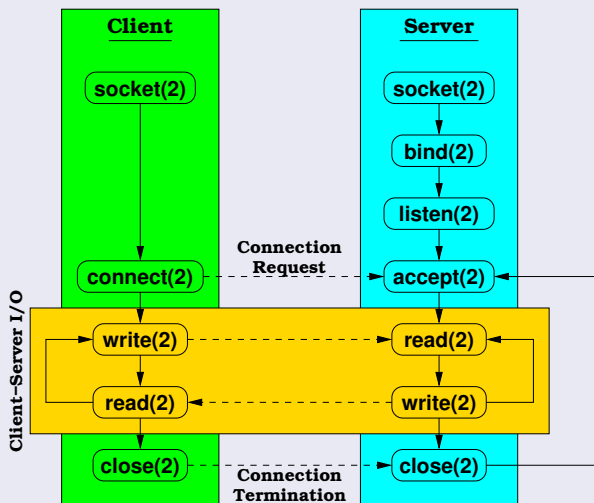 Client
Server
socket(2)
socket(2)
bind(2)
listen(2)
Connection
Request
connect(2)
accept(2)
Client–Server I/O
write(2)
read(2)
read(2)
write(2)
close(2)
close(2)
Connection
Termination